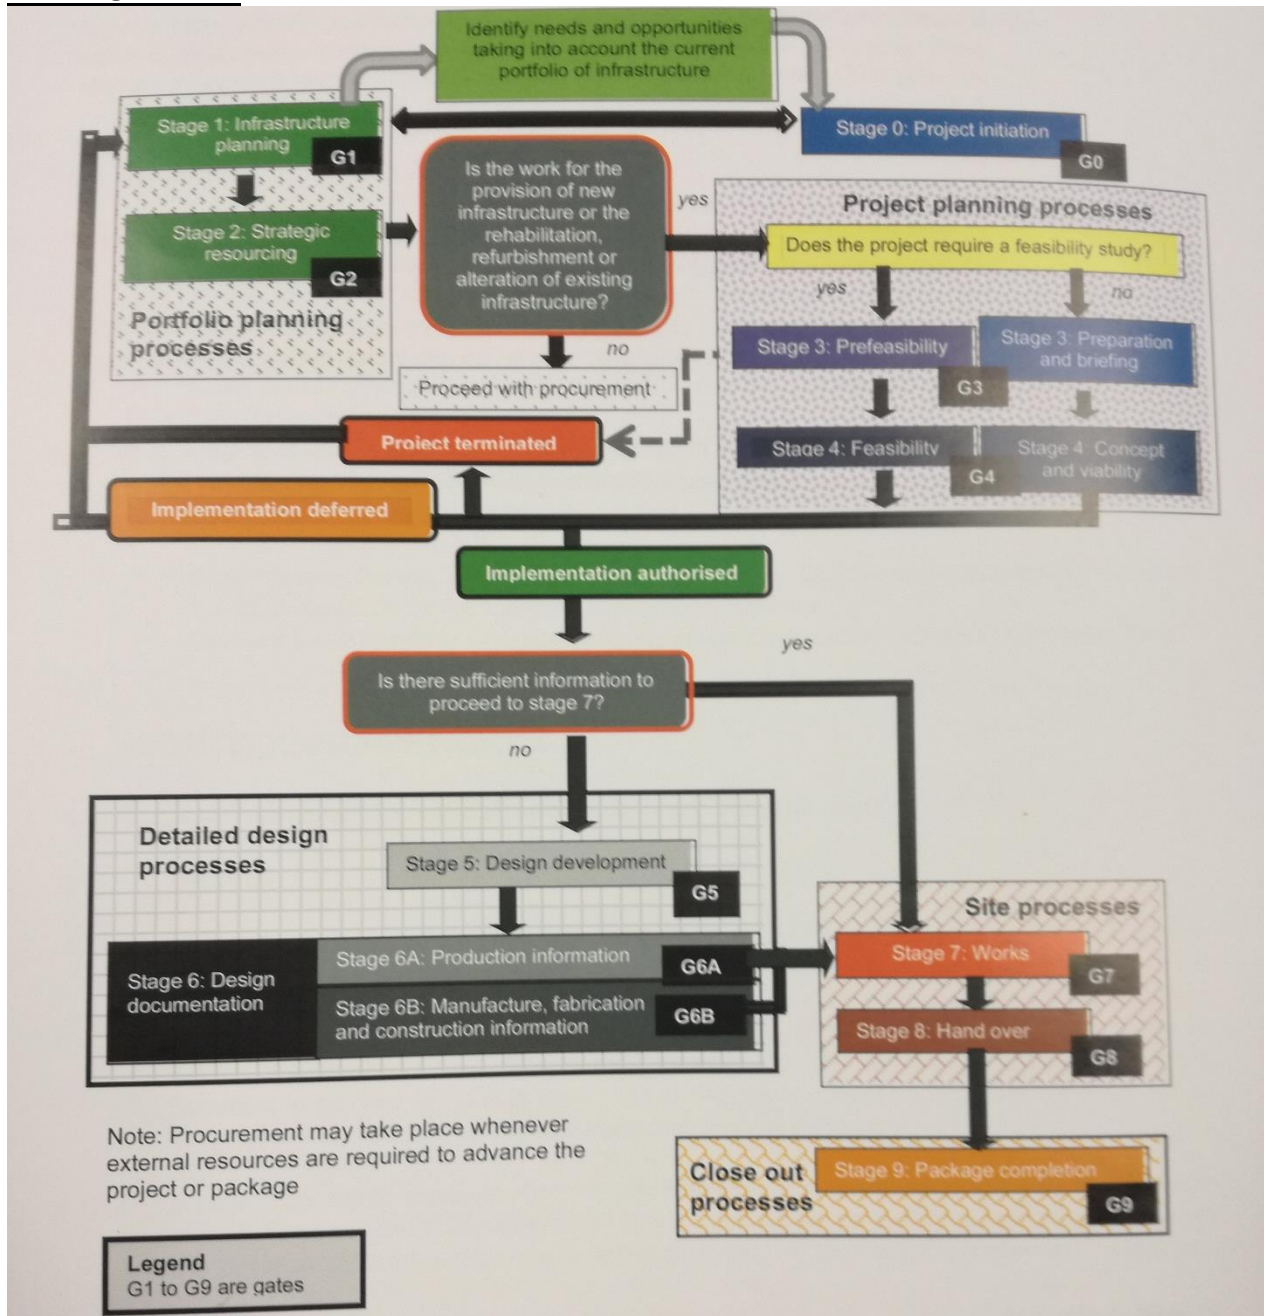 Identify needs and opportunities
taking into account the current
portfolio of infrastructure
Stage 1: Infrastructure
planning
G1
Stage 0: Project initiation
G0
Is the work for the
provision of new
infrastructure or the
rehabilitation,
refurbishment or
alteration of existing
infrastructure?
yes
Project planning processes
Does the project require a feasibility study?
yes
no
Stage 2: Strategic
resourcing
G2
Portfolio planning
processes
no
Proceed with procurement
Stage 3: Prefeasibility
G3
Stage 3: Preparation
and briefing
Project terminated
Stage 4: Feasibility
G4
Stage 4: Concept
and viability
Implementation deferred
Implementation authorised
Is there sufficient information to
proceed to stage 7?
yes
no
Detailed design
processes
Stage 5: Design development
G5
Stage 6: Design
documentation
Stage 6A: Production information
G6A
Stage 6B: Manufacture, fabrication
and construction information
G6B
Site processes
Stage 7: Works
G7
Stage 8: Hand over
G8
Note: Procurement may take place whenever
external resources are required to advance the
project or package
Close out
processes
Stage 9: Package completion
G9
Legend
G1 to G9 are gates